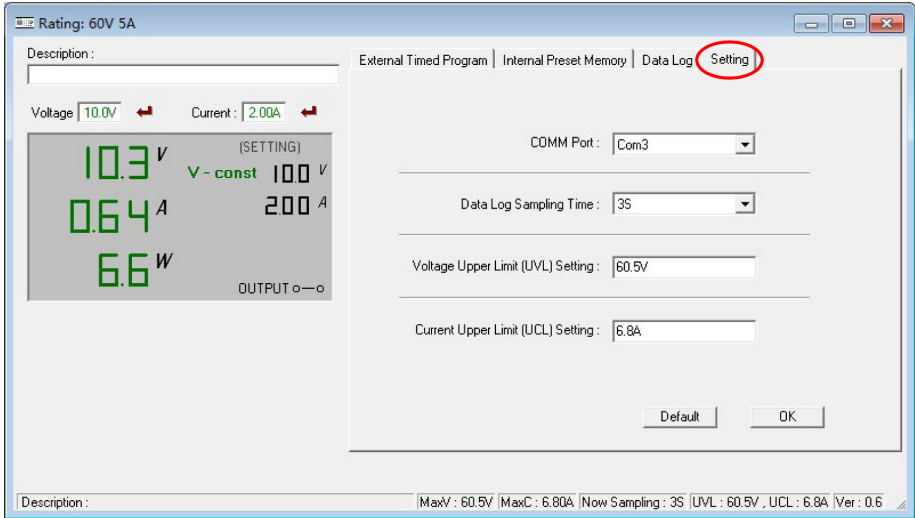 Rating: 60V 5A
Description :
Voltage 10.0V Current : 2.00A
10.3 V
0.64 A
6.6 W
(SETTING)
V - const 10.0 V
2.00 A
OUTPUT o—o
External Timed Program Internal Preset Memory Data Log Setting
COMM Port : Com3
Data Log Sampling Time : 3S
Voltage Upper Limit (UVL) Setting : 60.5V
Current Upper Limit (UCL) Setting : 6.8A
Default OK
Description : MaxV : 60.5V MaxC : 6.80A Now Sampling : 3S UVL : 60.5V , UCL : 6.8A Ver : 0.6